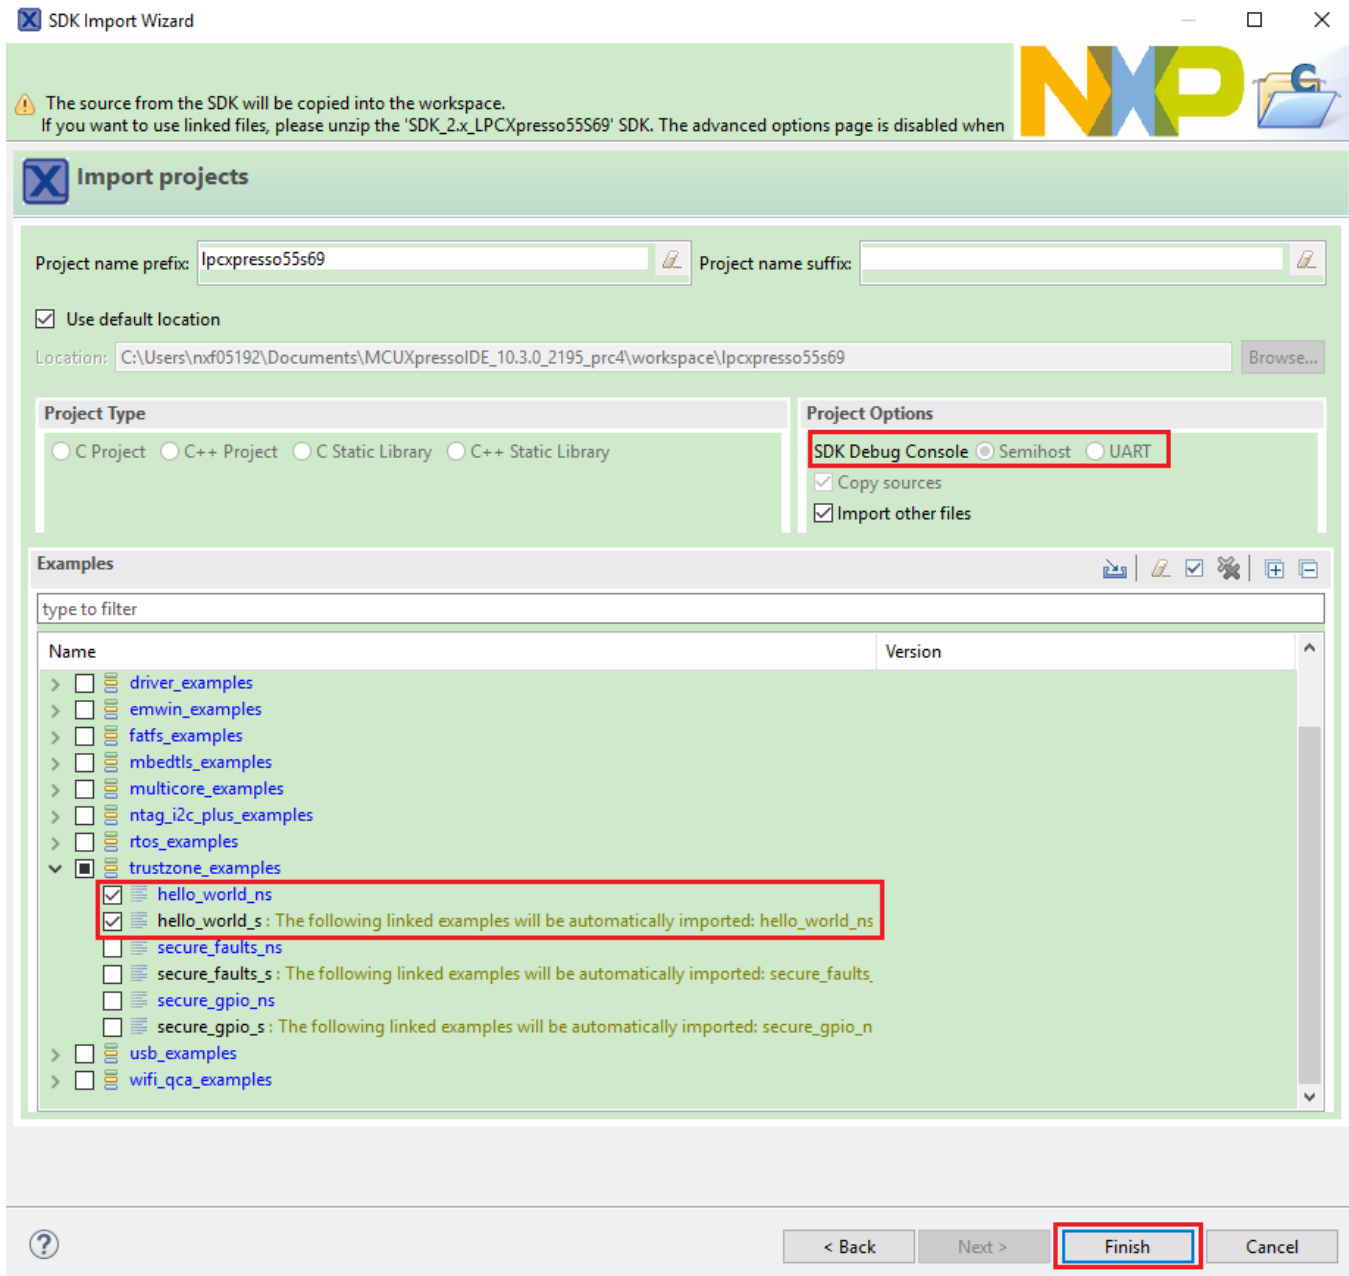 SDK Import Wizard
The source from the SDK will be copied into the workspace.
If you want to use linked files, please unzip the 'SDK_2.x_LPCXpresso55S69' SDK. The advanced options page is disabled when
NXP
C
Import projects
Project name prefix: lpcxpresso55s69 Project name suffix:
Use default location
Location: C:\Users\nxf05192\Documents\MCUXpressoIDE_10.3.0_2195_prc4\workspace\lpcxpresso55s69 Browse...
Project Type Project Options
C Project C++ Project C Static Library C++ Static Library SDK Debug Console Semihost UART
Copy sources
Import other files
Examples
type to filter
Name Version
driver_examples
emwin_examples
fatfs_examples
mbedtls_examples
multicore_examples
ntag_i2c_plus_examples
rtos_examples
trustzone_examples
hello_world_ns
hello_world_s : The following linked examples will be automatically imported: hello_world_ns
secure_faults_ns
secure_faults_s : The following linked examples will be automatically imported: secure_faults_
secure_gpio_ns
secure_gpio_s : The following linked examples will be automatically imported: secure_gpio_n
usb_examples
wifi_qca_examples
? < Back Next > Finish Cancel